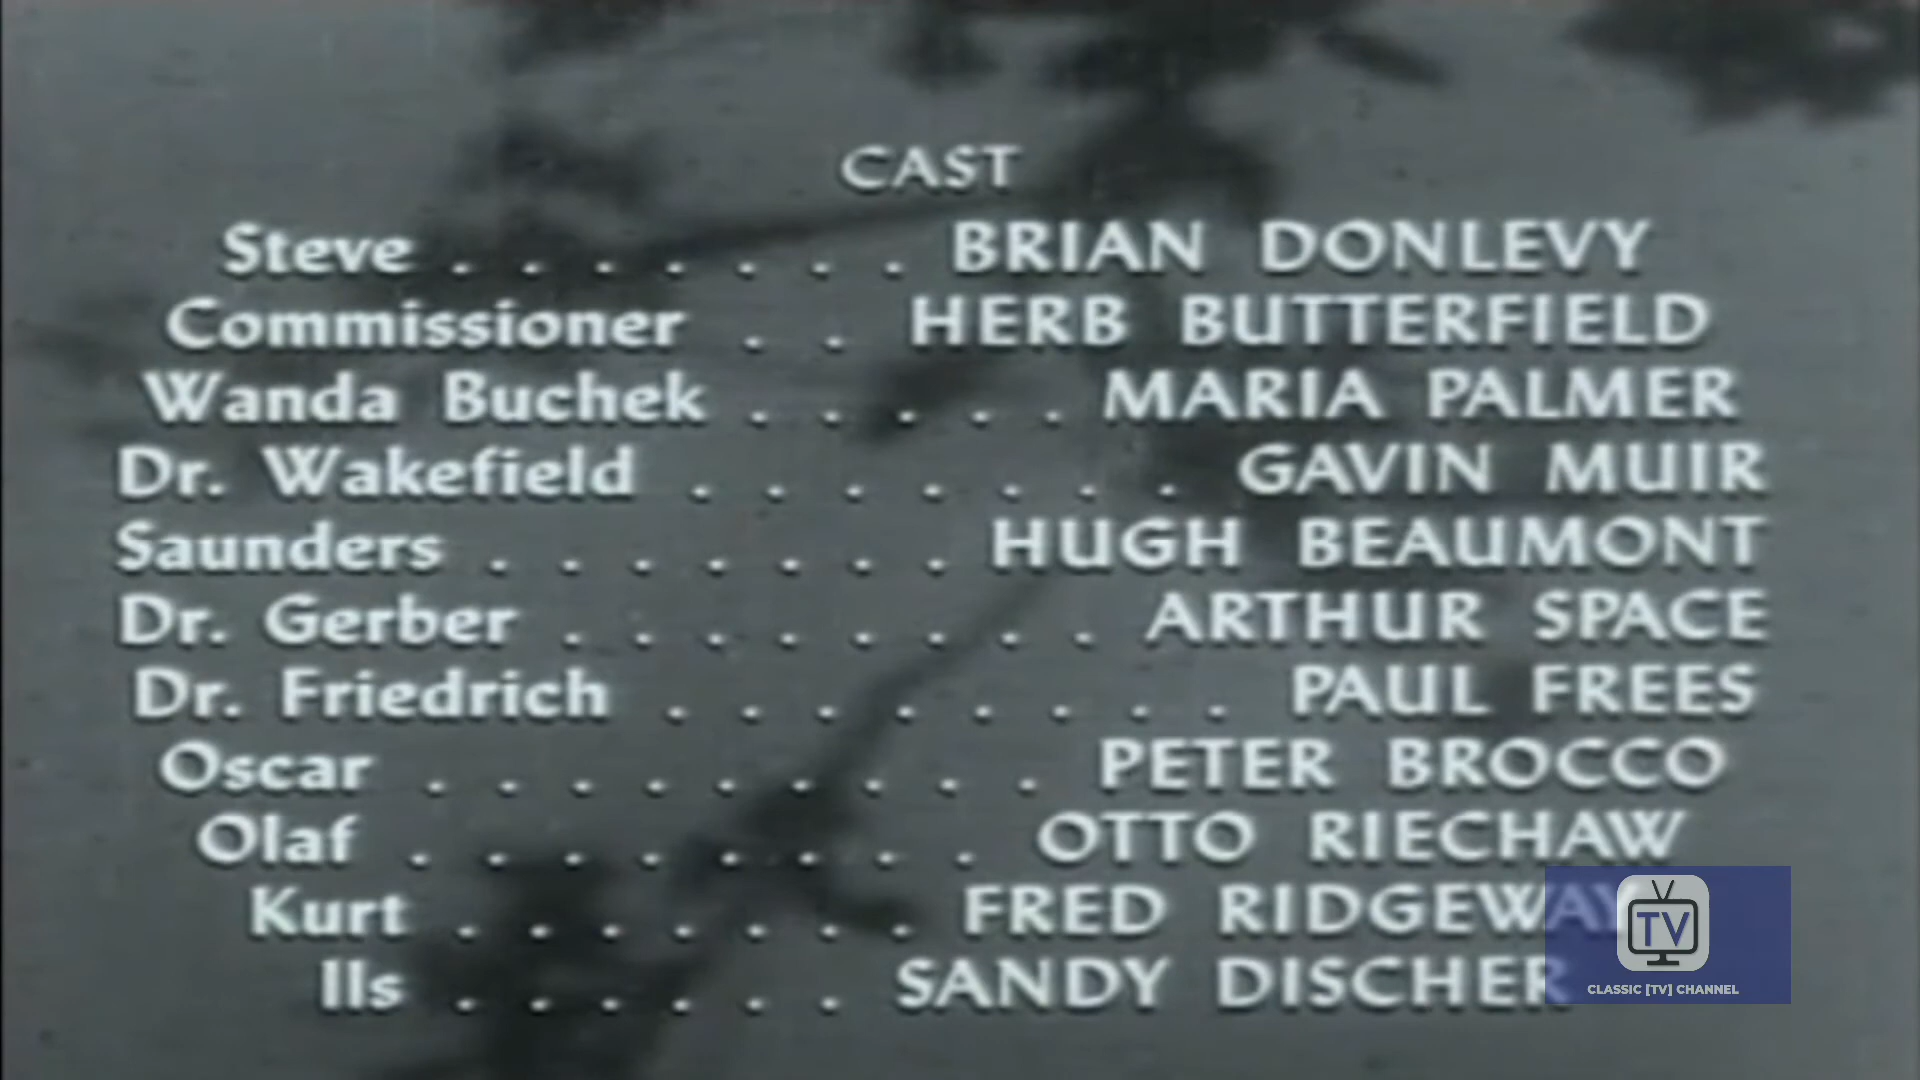 CAST
Steve . . . . . . . BRIAN DONLEVY
Commissioner . . HERB BUTTERFIELD
Wanda Buchek . . . . . MARIA PALMER
Dr. Wakefield . . . . . . . GAVIN MUIR
Saunders . . . . . . . HUGH BEAUMONT
Dr. Gerber . . . . . . . . ARTHUR SPACE
Dr. Friedrich . . . . . . . . PAUL FREES
Oscar . . . . . . . . . PETER BROCCO
Olaf . . . . . . . . OTTO RIECHAW
Kurt . . . . . . . FRED RIDGEWAY
Ils . . . . . . SANDY DISCHER
TV
CLASSIC [TV] CHANNEL